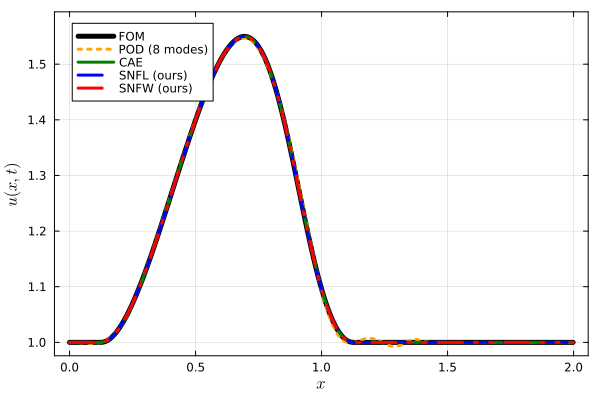 FOM
POD (8 modes)
CAE
SNFL (ours)
SNFW (ours)
u(x, t)
1.5
1.4
1.3
1.2
1.1
1.0
0.0 0.5 1.0 1.5 2.0
x